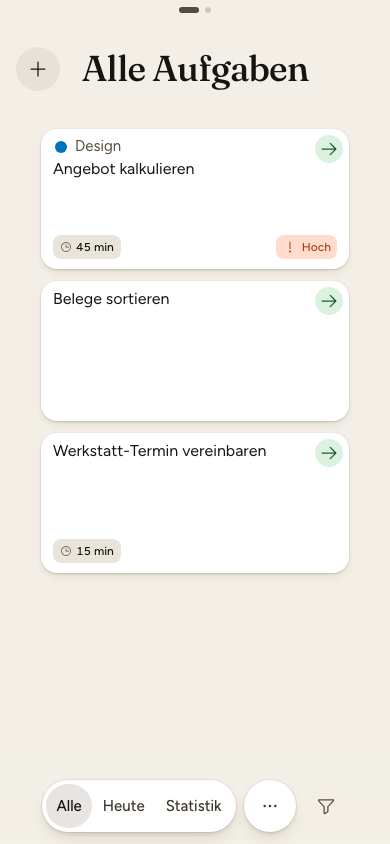 Alle Aufgaben
Design
Angebot kalkulieren
45 min
Hoch
Belege sortieren
Werkstatt-Termin vereinbaren
15 min
Alle Heute Statistik